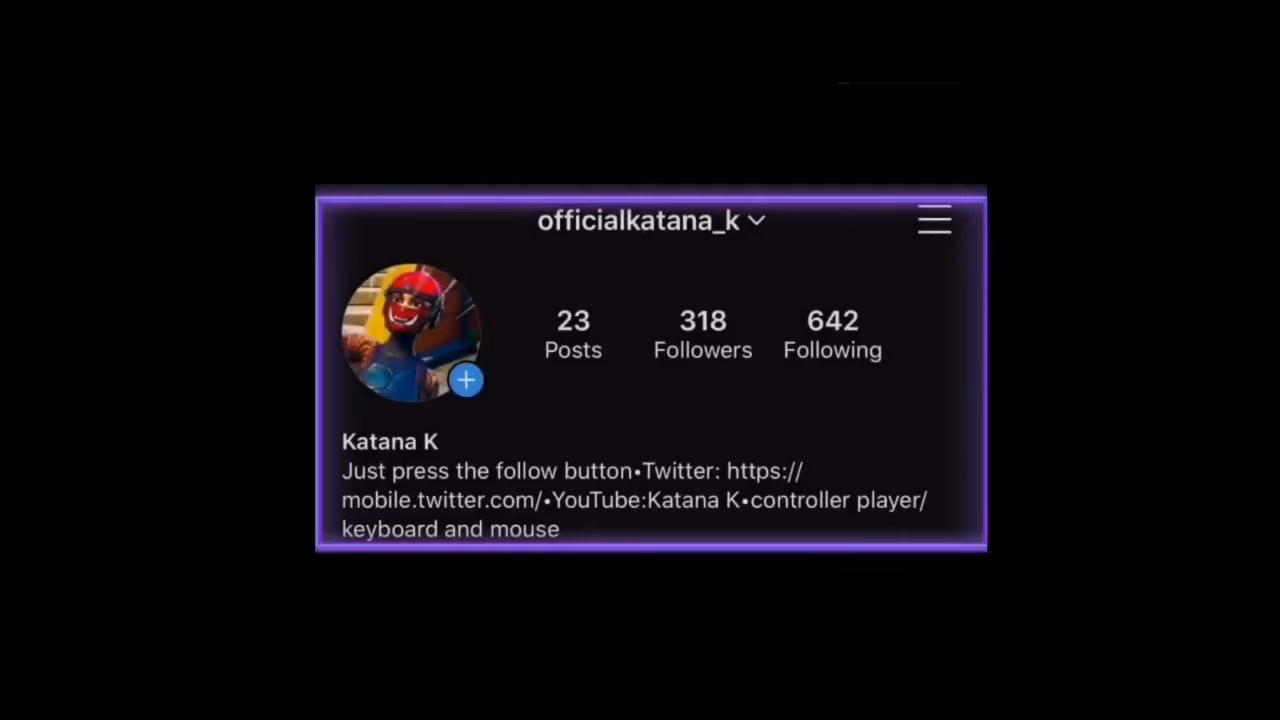 officialkatana_k
23 318 642
Posts Followers Following
Katana K
Just press the follow button•Twitter: https://
mobile.twitter.com/•YouTube:Katana K•controller player/
keyboard and mouse